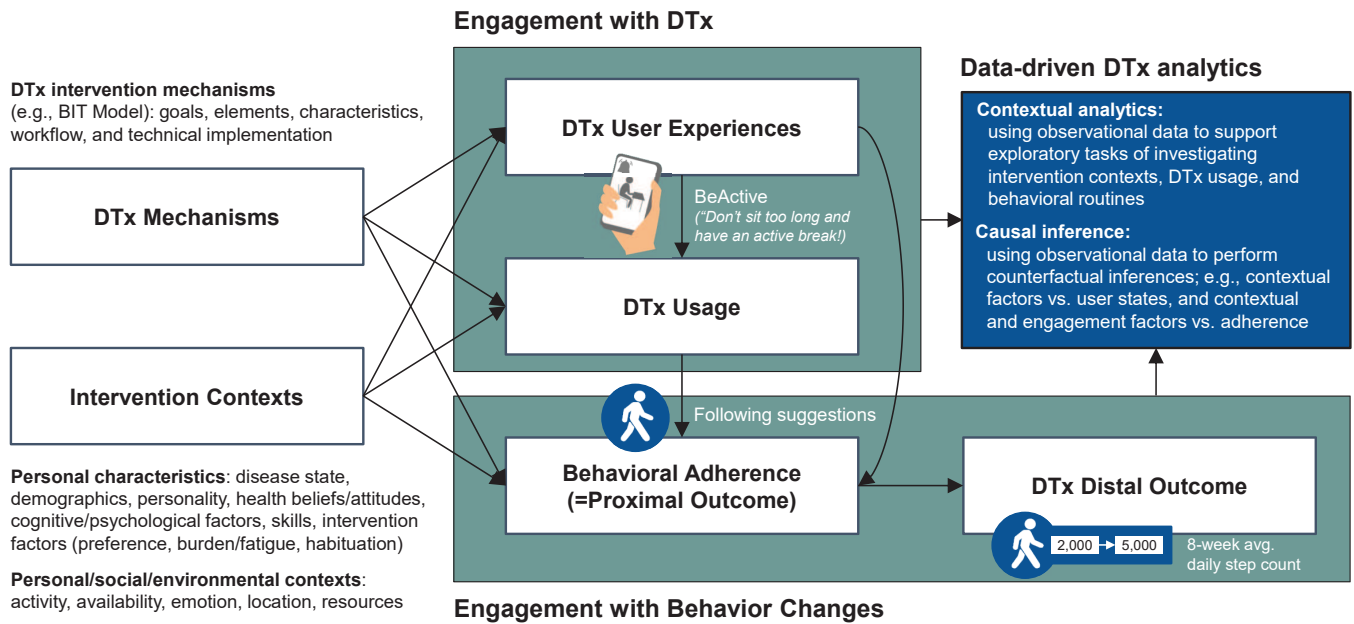 Engagement with DTx
DTx intervention mechanisms
(e.g., BIT Model): goals, elements, characteristics,
workflow, and technical implementation
DTx Mechanisms
Intervention Contexts
Personal characteristics: disease state,
demographics, personality, health beliefs/attitudes,
cognitive/psychological factors, skills, intervention
factors (preference, burden/fatigue, habituation)
Personal/social/environmental contexts:
activity, availability, emotion, location, resources
DTx User Experiences
BeActive
(“Don’t sit too long and
have an active break!)
DTx Usage
Following suggestions
Behavioral Adherence
(=Proximal Outcome)
DTx Distal Outcome
2,000
5,000
8-week avg.
daily step count
Engagement with Behavior Changes
Data-driven DTx analytics
Contextual analytics:
using observational data to support
exploratory tasks of investigating
intervention contexts, DTx usage, and
behavioral routines
Causal inference:
using observational data to perform
counterfactual inferences; e.g., contextual
factors vs. user states, and contextual
and engagement factors vs. adherence